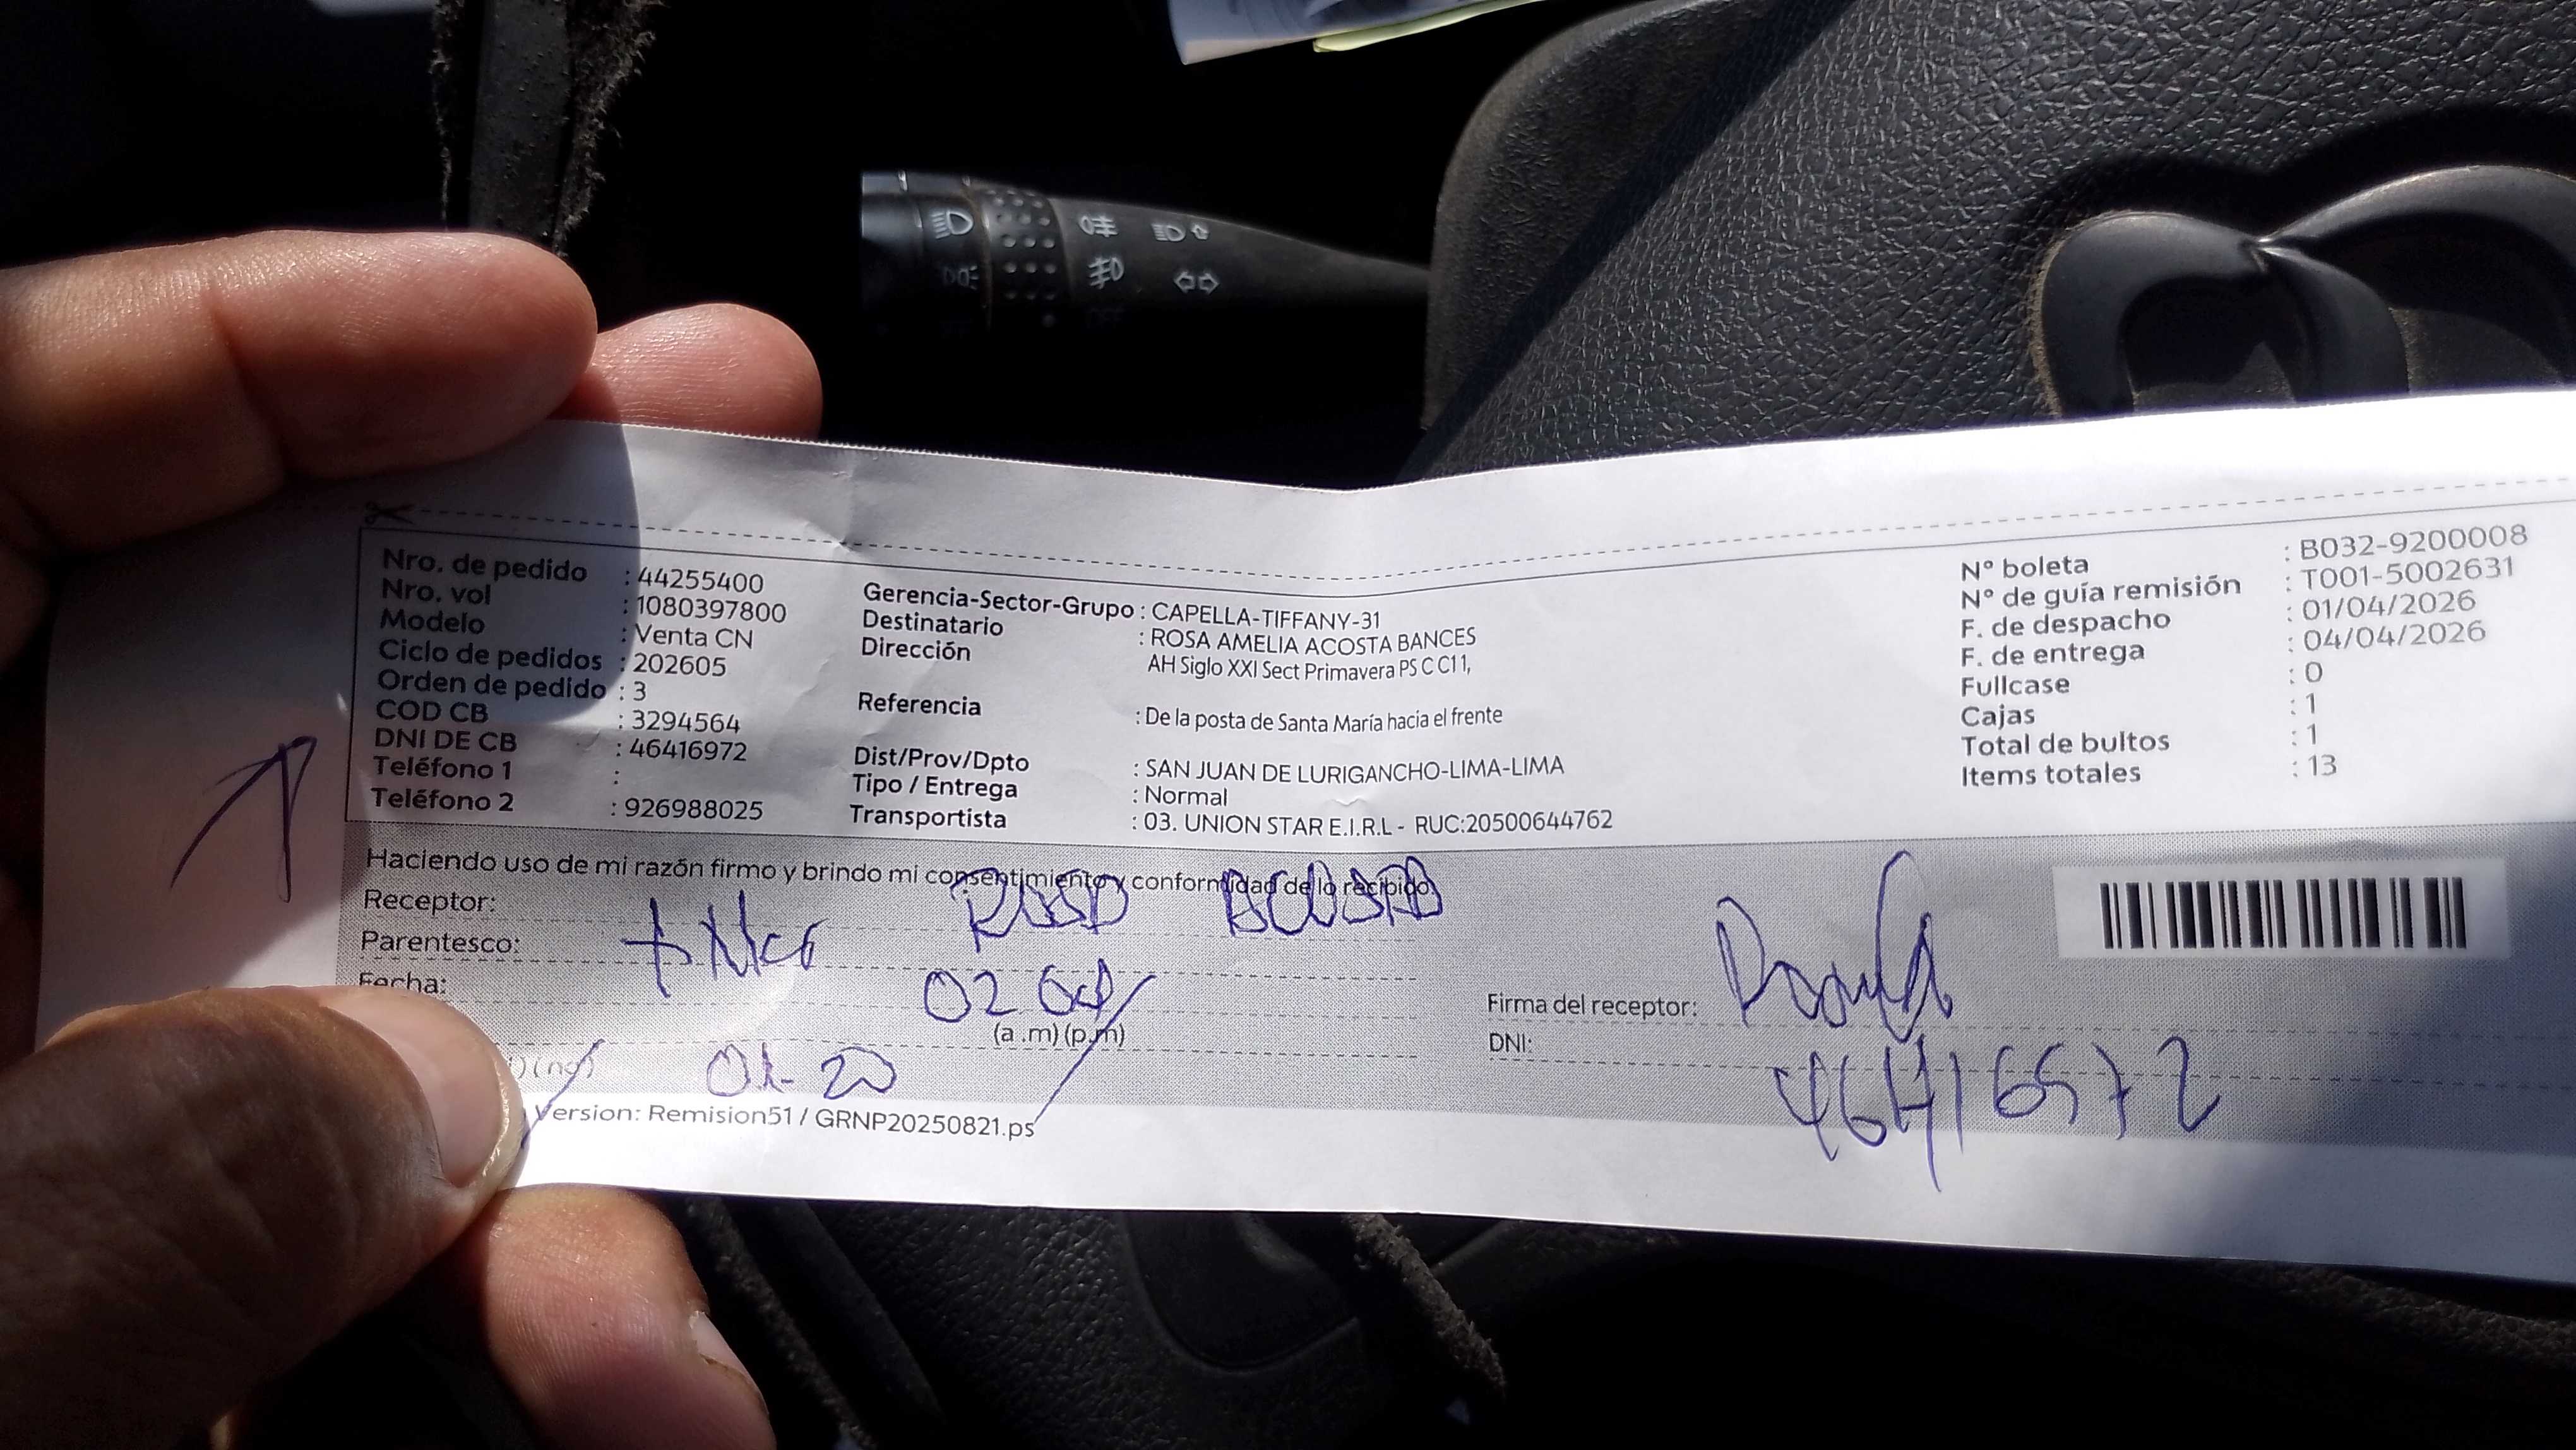 Nro. de pedido : 44255400
Nro. vol : 1080397800
Modelo : Venta CN
Ciclo de pedidos : 202605
Orden de pedido : 3
COD CB : 3294564
DNI DE CB : 46416972
Teléfono 1 :
Teléfono 2 : 926988025
Gerencia-Sector-Grupo : CAPELLA-TIFFANY-31
Destinatario : ROSA AMELIA ACOSTA BANCES
Dirección AH Siglo XXI Sect Primavera PS C C11,
Referencia : De la posta de Santa María hacia el frente
Dist/Prov/Dpto : SAN JUAN DE LURIGANCHO-LIMA-LIMA
Tipo / Entrega : Normal
Transportista : 03. UNION STAR E.I.R.L - RUC:20500644762
N° boleta : B032-9200008
N° de guía remisión : T001-5002631
F. de despacho : 01/04/2026
F. de entrega : 04/04/2026
Fullcase : 0
Cajas : 1
Total de bultos : 1
Items totales : 13
Haciendo uso de mi razón firmo y brindo mi consentimiento y conformidad de lo recibido
Receptor:
Parentesco:
Fecha: 02
(a .m) (p.m)
20
Firma del receptor:
DNI:
Version: Remision51 / GRNP20250821.ps